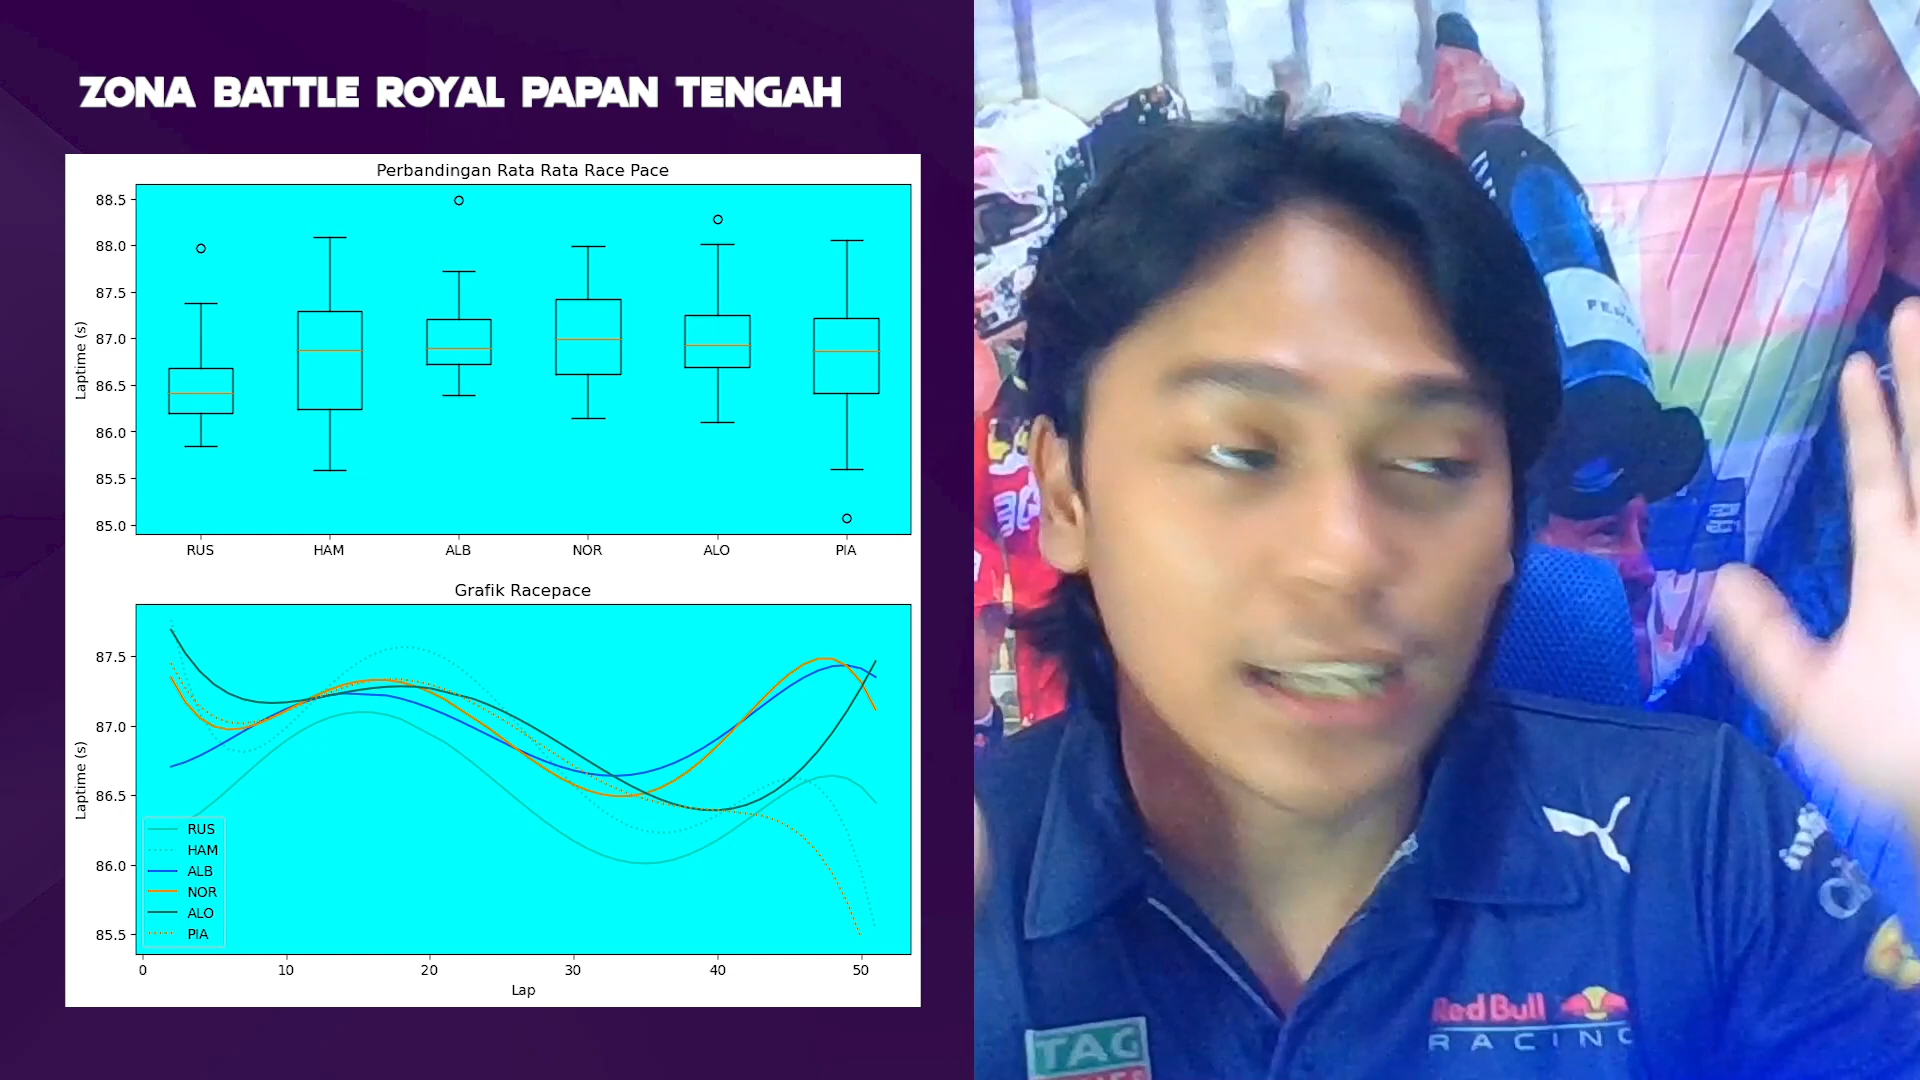 ZONA BATTLE ROYAL PAPAN TENGAH
Perbandingan Rata Rata Race Pace
Laptime (s)
88.5
88.0
87.5
87.0
86.5
86.0
85.5
85.0
RUS HAM ALB NOR ALO PIA
Grafik Racepace
Laptime (s)
87.5
87.0
86.5
86.0
85.5
RUS
HAM
ALB
NOR
ALO
PIA
0 10 20 30 40 50
Lap
Red Bull
RACING
TAG